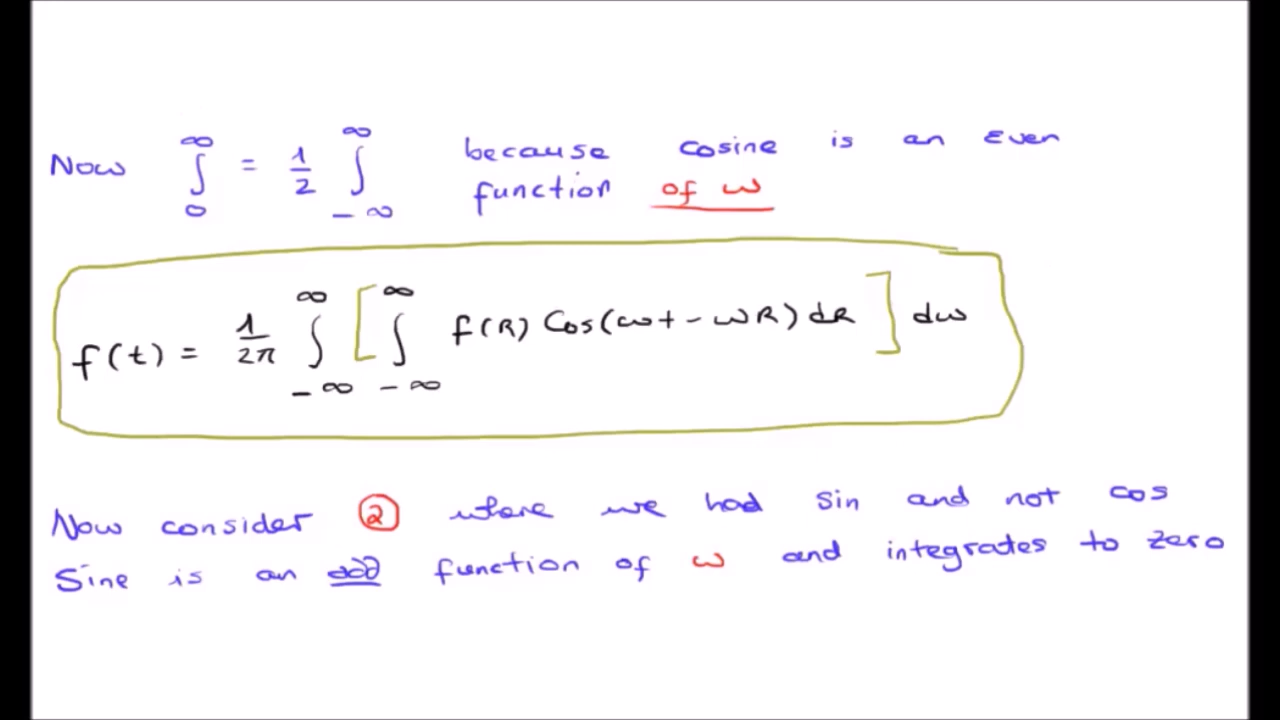 Now ∫₀^∞ = 1/2 ∫₋∞^∞ because cosine is an even
function of ω
f(t) = 1/2π ∫₋∞^∞ [ ∫₋∞^∞ f(R) Cos(ωt - ωR) dR ] dω
Now consider ② where we had sin and not cos
Sine is an odd function of ω and integrates to zero